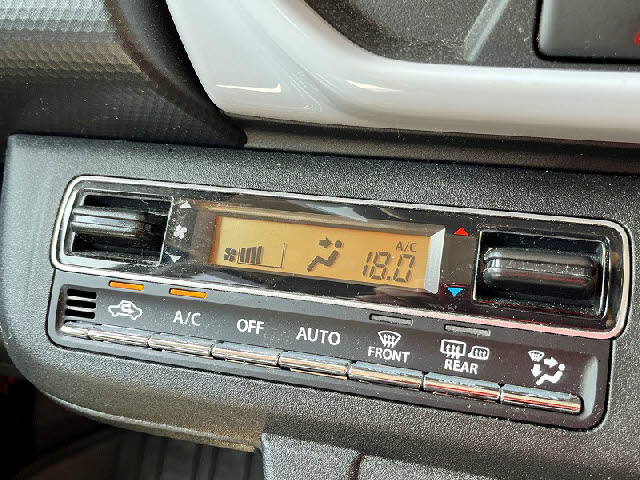 A/C
18.0
A/C
OFF
AUTO
FRONT
REAR